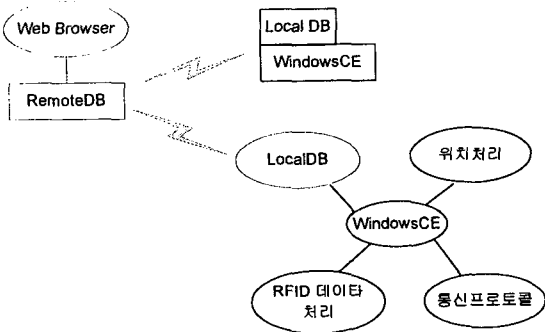 Web Browser
Local DB
WindowsCE
RemoteDB
LocalDB
위치처리
WindowsCE
RFID 데이타
처리
통신프로토콜